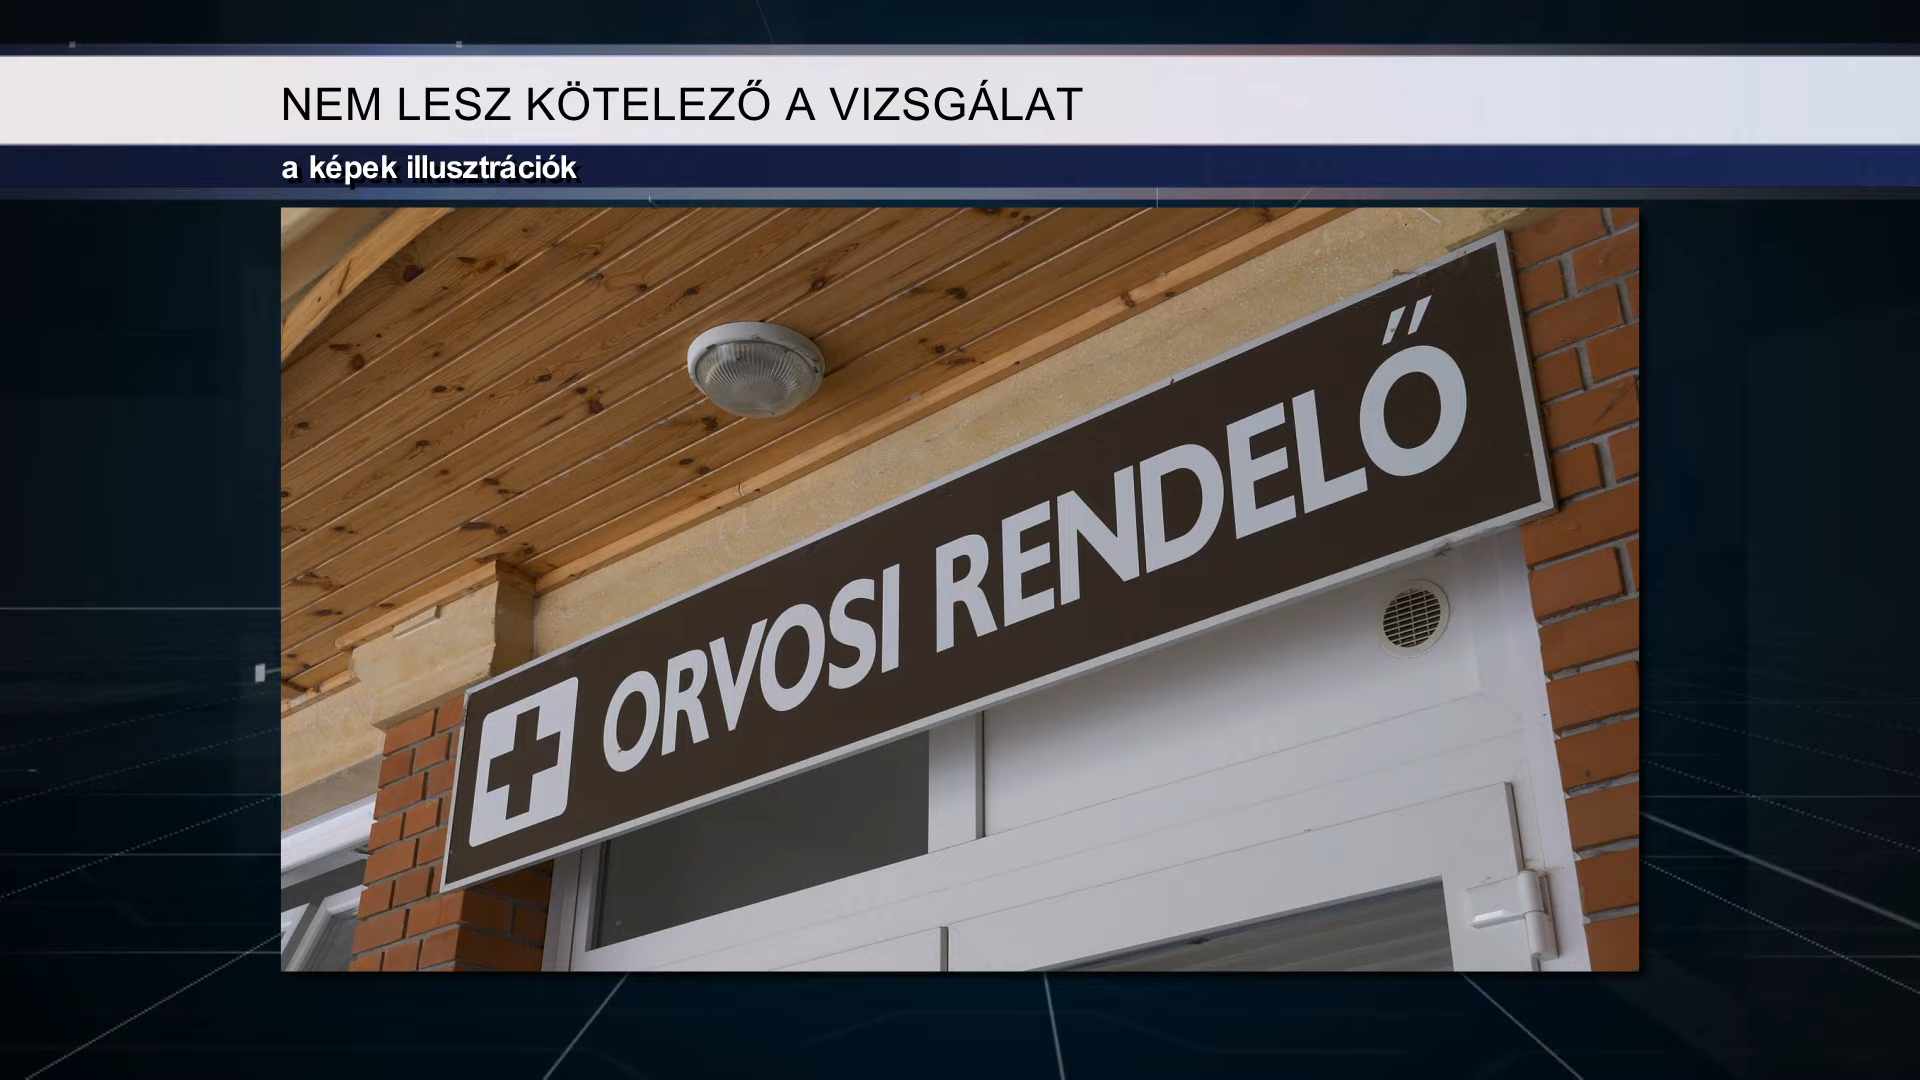 NEM LESZ KÖTELEZŐ A VIZSGÁLAT
a képek illusztrációk
ORVOSI RENDELŐ